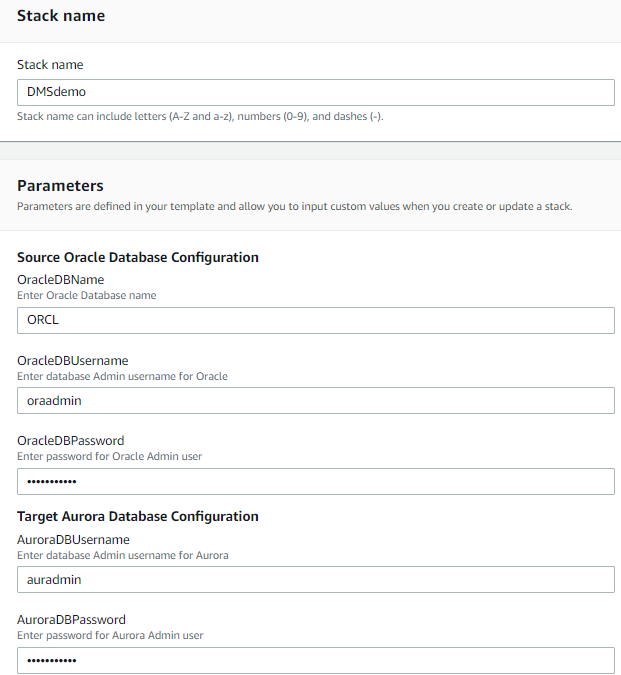 Stack name
Stack name
DMSdemo
Stack name can include letters (A-Z and a-z), numbers (0-9), and dashes (-).
Parameters
Parameters are defined in your template and allow you to input custom values when you create or update a stack.
Source Oracle Database Configuration
OracleDBName
Enter Oracle Database name
ORCL
OracleDBUsername
Enter database Admin username for Oracle
oraadmin
OracleDBPassword
Enter password for Oracle Admin user
•••••••••••
Target Aurora Database Configuration
AuroraDBUsername
Enter database Admin username for Aurora
auradmin
AuroraDBPassword
Enter password for Aurora Admin user
•••••••••••